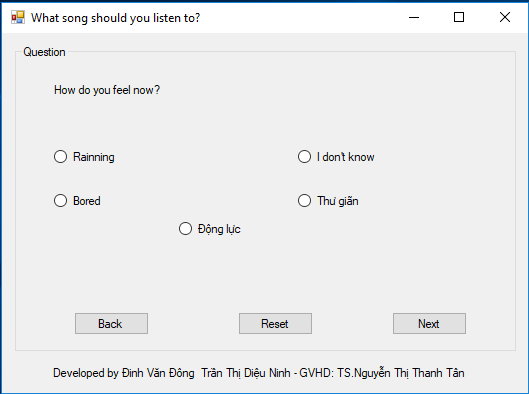 What song should you listen to?
Question
How do you feel now?
Rainning
I don't know
Bored
Thư giãn
Động lực
Back
Reset
Next
Developed by Đinh Văn Đông  Trần Thị Diệu Ninh - GVHD: TS.Nguyễn Thị Thanh Tân